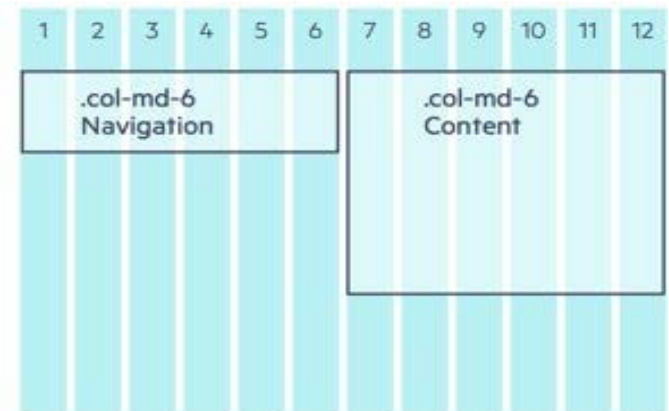 1 2 3 4 5 6 7 8 9 10 11 12
.col-md-6
Navigation
.col-md-6
Content